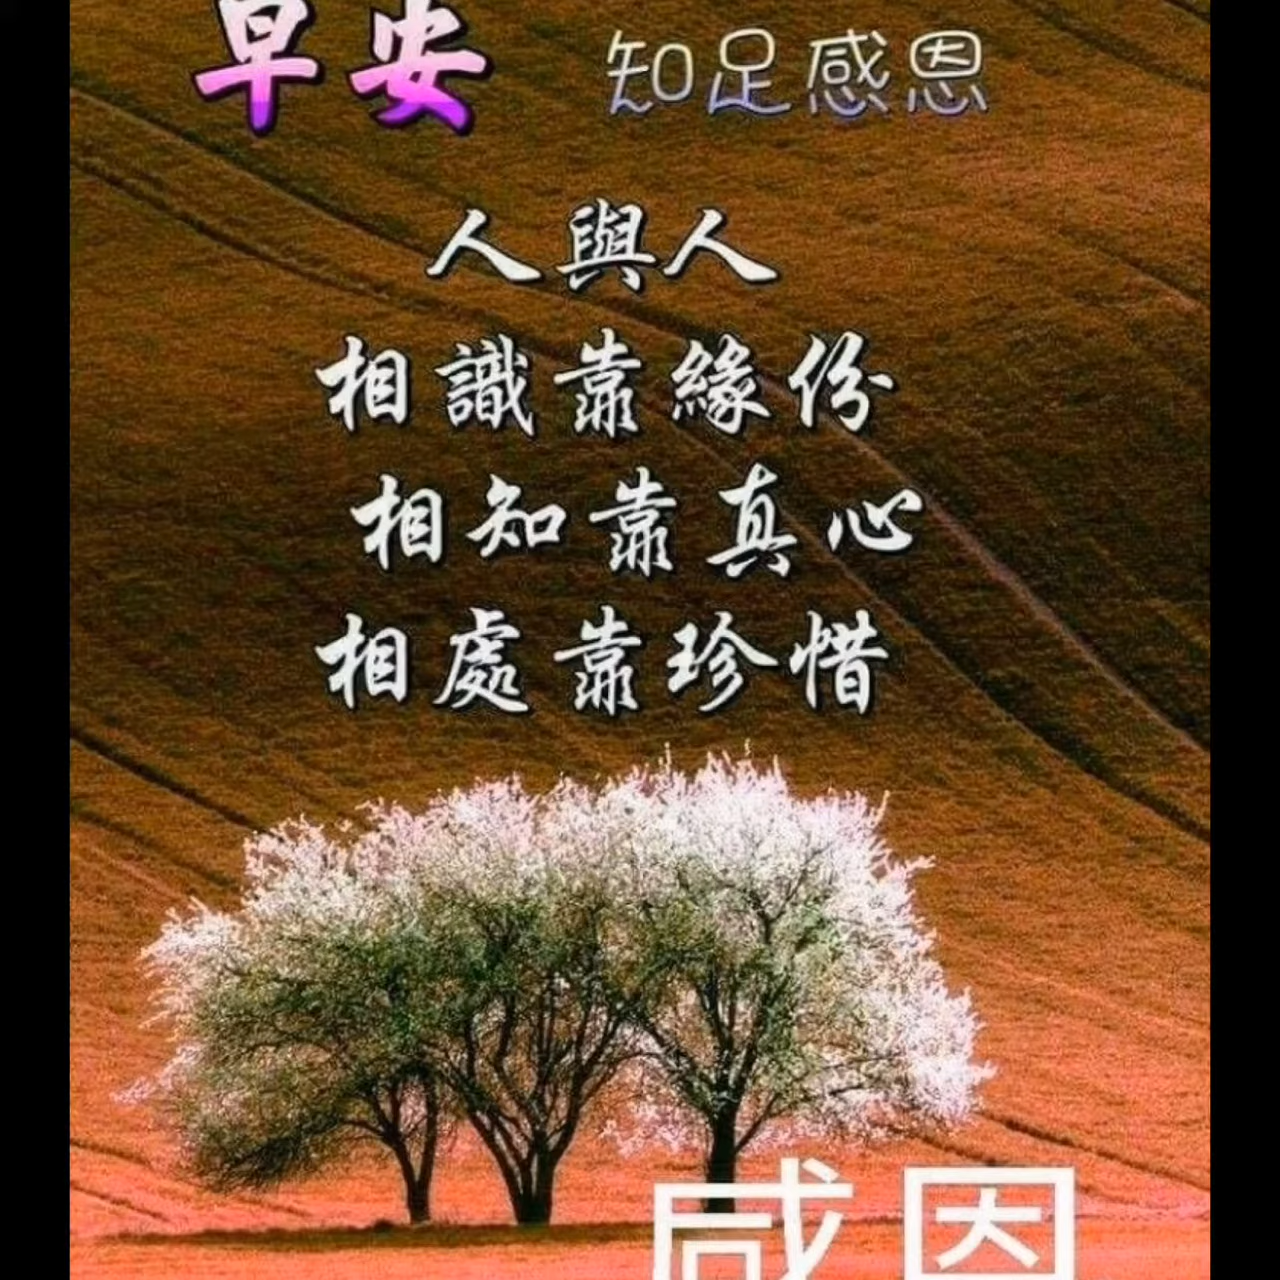 早安 知足感恩
人與人
相識靠緣份
相知靠真心
相處靠珍惜
感恩